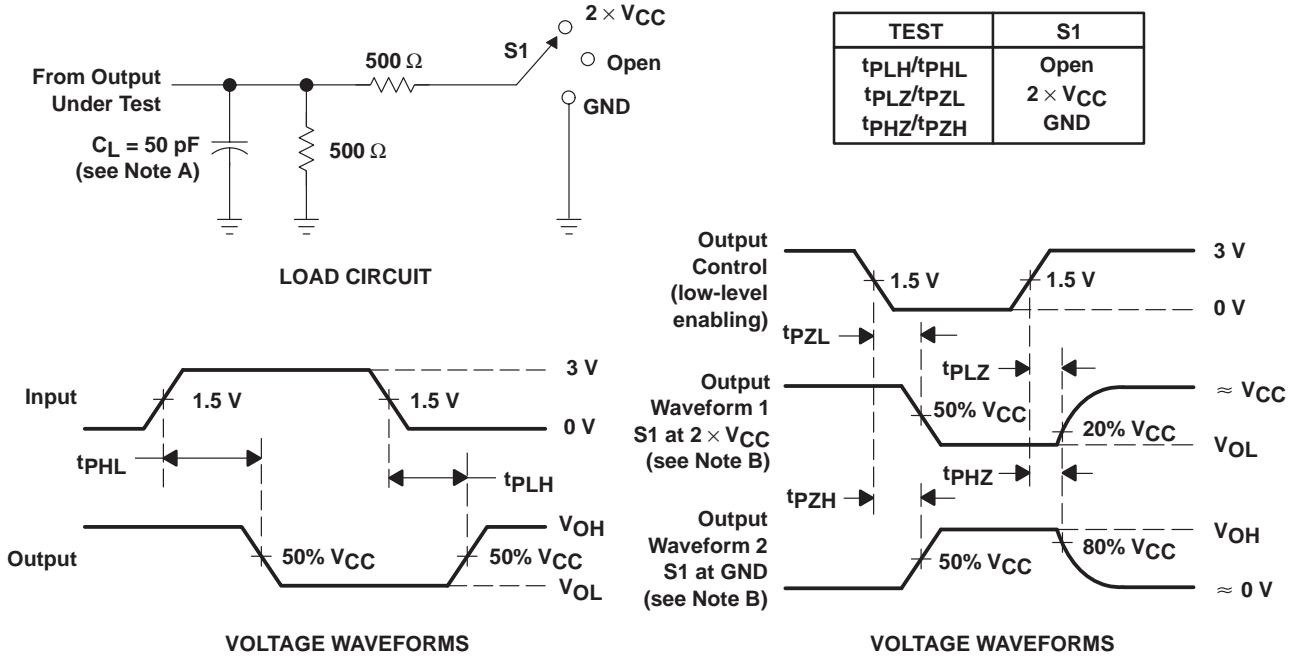 2 × VCC
S1
Open
GND
500 Ω
From Output
Under Test
CL = 50 pF
(see Note A)
500 Ω
LOAD CIRCUIT
TEST S1
tPLH/tPHL Open
tPLZ/tPZL 2 × VCC
tPHZ/tPZH GND
Input
1.5 V
1.5 V
3 V
0 V
tPHL
tPLH
Output
50% VCC
50% VCC
VOH
VOL
VOLTAGE WAVEFORMS
Output
Control
(low-level
enabling)
1.5 V
1.5 V
3 V
0 V
tPZL
tPLZ
Output
Waveform 1
S1 at 2 × VCC
(see Note B)
50% VCC
20% VCC
≈ VCC
VOL
tPZH
tPHZ
Output
Waveform 2
S1 at GND
(see Note B)
50% VCC
80% VCC
VOH
≈ 0 V
VOLTAGE WAVEFORMS